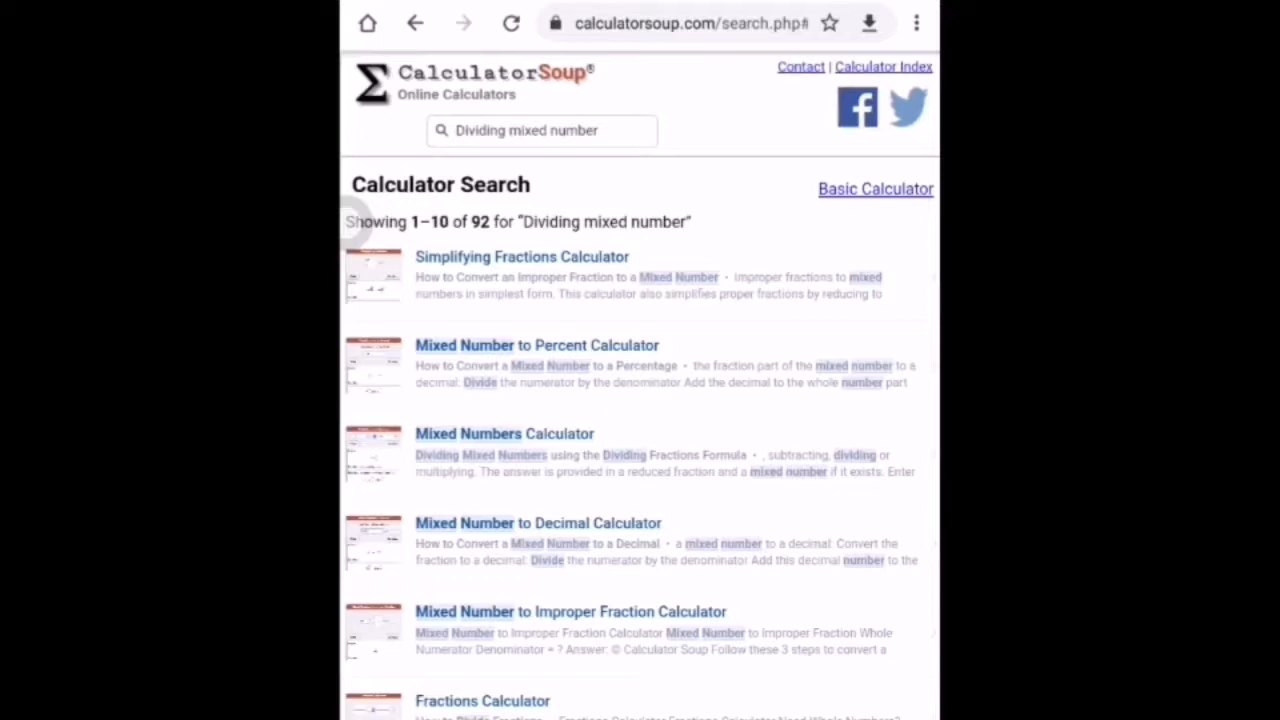 calculatorsoup.com/search.php#
CalculatorSoup®
Online Calculators
Contact | Calculator Index
Dividing mixed number
Calculator Search
Basic Calculator
Showing 1–10 of 92 for “Dividing mixed number”
Simplifying Fractions Calculator
How to Convert an Improper Fraction to a Mixed Number · improper fractions to mixed
numbers in simplest form. This calculator also simplifies proper fractions by reducing to
Mixed Number to Percent Calculator
How to Convert a Mixed Number to a Percentage · the fraction part of the mixed number to a
decimal: Divide the numerator by the denominator Add the decimal to the whole number part
Mixed Numbers Calculator
Dividing Mixed Numbers using the Dividing Fractions Formula · , subtracting, dividing or
multiplying. The answer is provided in a reduced fraction and a mixed number if it exists. Enter
Mixed Number to Decimal Calculator
How to Convert a Mixed Number to a Decimal · a mixed number to a decimal: Convert the
fraction to a decimal: Divide the numerator by the denominator Add this decimal number to the
Mixed Number to Improper Fraction Calculator
Mixed Number to Improper Fraction Calculator Mixed Number to Improper Fraction Whole
Numerator Denominator = ? Answer: © Calculator Soup Follow these 3 steps to convert a
Fractions Calculator